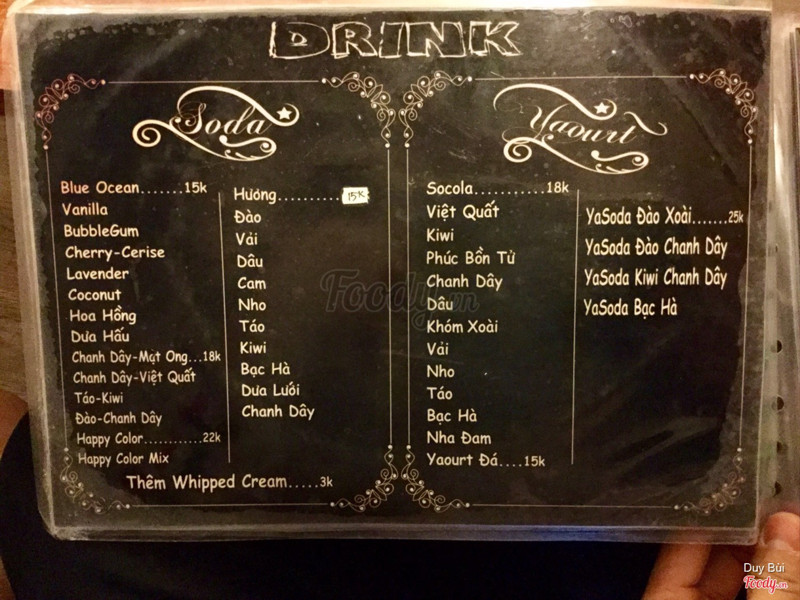 DRINK
Soda
Blue Ocean.......15k
Vanilla
BubbleGum
Cherry-Cerise
Lavender
Coconut
Hoa Hồng
Dưa Hấu
Chanh Dây-Mật Ong...18k
Chanh Dây-Việt Quất
Táo-Kiwi
Đào-Chanh Dây
Happy Color............22k
Happy Color Mix
Hương.......... 15K
Đào
Vải
Dâu
Cam
Nho
Táo
Kiwi
Bạc Hà
Dưa Lưới
Chanh Dây
Thêm Whipped Cream.....3k
Yaourt
Socola............18k
Việt Quất
Kiwi
Phúc Bồn Tử
Chanh Dây
Dâu
Khóm Xoài
Vải
Nho
Táo
Bạc Hà
Nha Đam
Yaourt Đá....15k
YaSoda Đào Xoài.......25k
YaSoda Đào Chanh Dây
YaSoda Kiwi Chanh Dây
YaSoda Bạc Hà
Foody.vn
Duy Bùi
Foody.vn